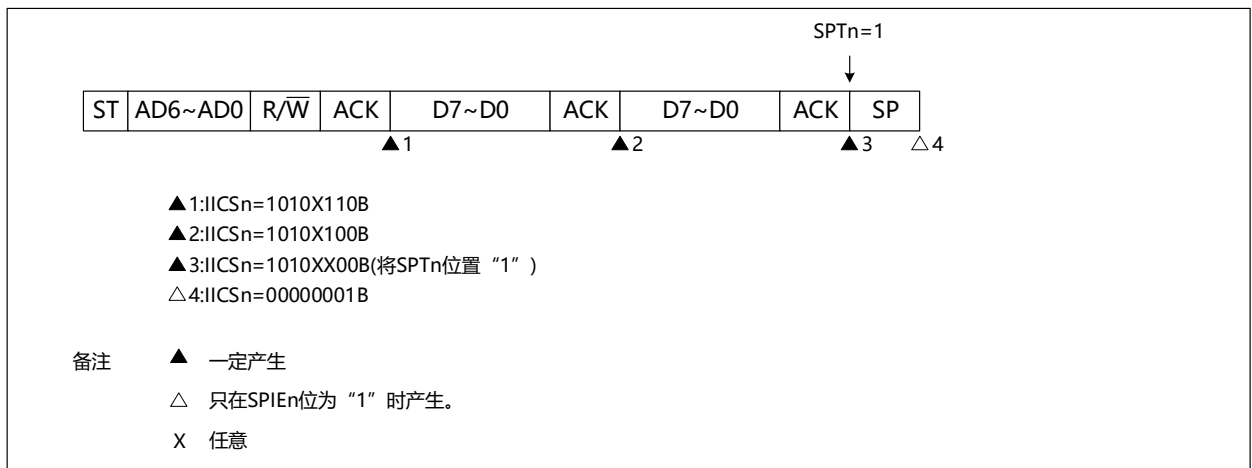 SPTn=1
↓
ST AD6~AD0 R/W̅ ACK D7~D0 ACK D7~D0 ACK SP
▲1 ▲2 ▲3 △4
▲1:IICSn=1010X110B
▲2:IICSn=1010X100B
▲3:IICSn=1010XX00B(将SPTn位置“1”)
△4:IICSn=00000001B
备注 ▲ 一定产生
△ 只在SPIEn位为“1”时产生。
X 任意